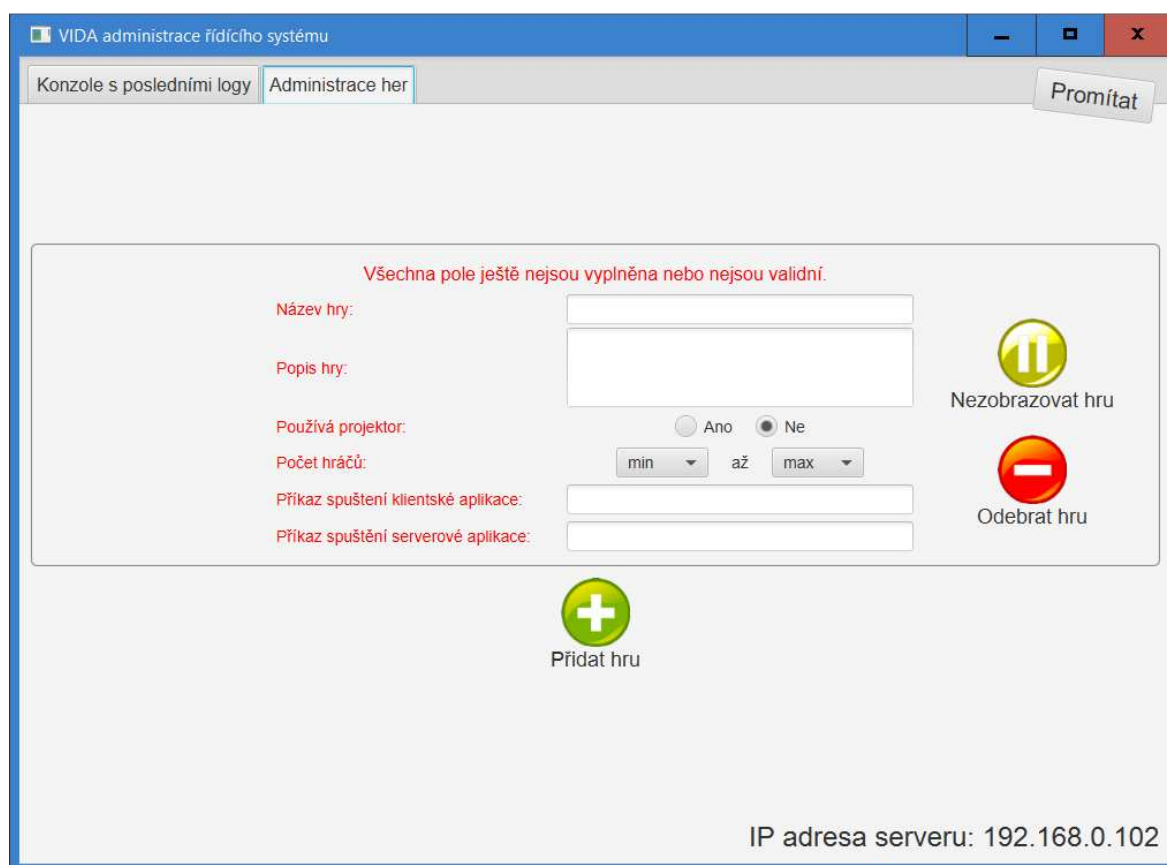 VIDA administrace řídícího systému
Konzole s posledními logy
Administrace her
Promítat
Všechna pole ještě nejsou vyplněna nebo nejsou validní.
Název hry:
Popis hry:
Nezobrazovat hru
Používá projektor: Ano Ne
Počet hráčů: min až max
Příkaz spuštení klientské aplikace:
Odebrat hru
Příkaz spuštění serverové aplikace:
Přidat hru
IP adresa serveru: 192.168.0.102